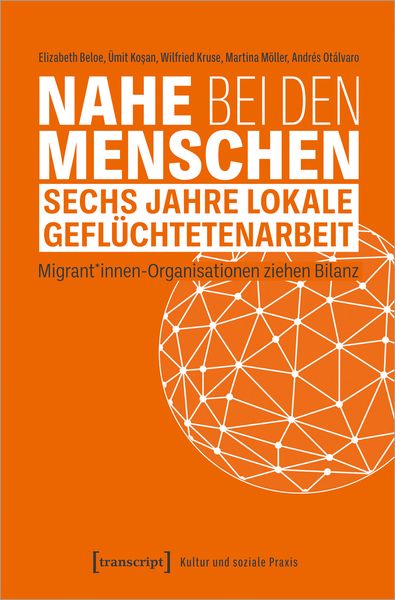 Elizabeth Beloe, Ümit Koşan, Wilfried Kruse, Martina Möller, Andrés Otálvaro
NAHE BEI DEN
MENSCHEN
SECHS JAHRE LOKALE
GEFLÜCHTETENARBEIT
Migrant*innen-Organisationen ziehen Bilanz
[transcript] Kultur und soziale Praxis